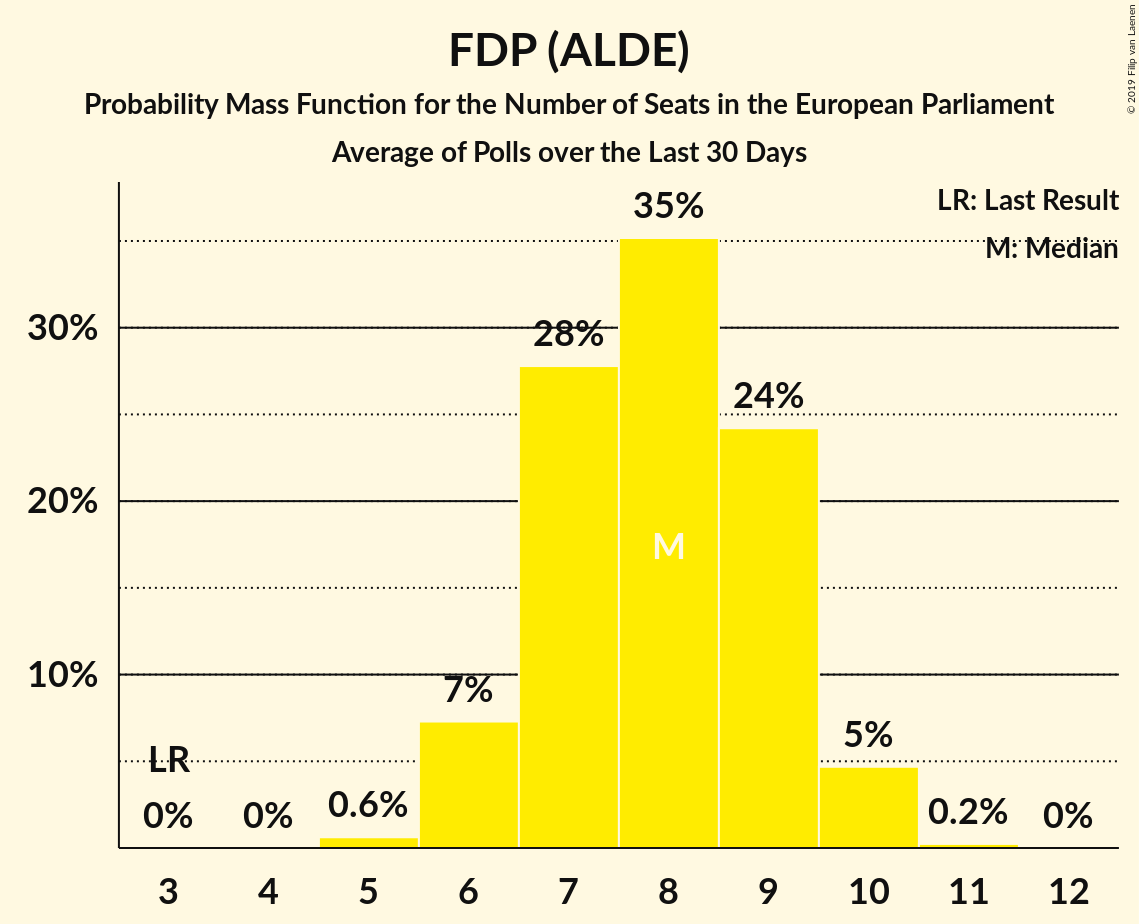 FDP (ALDE)
Probability Mass Function for the Number of Seats in the European Parliament
Average of Polls over the Last 30 Days
© 2019 Filip van Laenen
LR: Last Result
M: Median
35%
30%
28%
24%
20%
M
10%
7%
LR
5%
0%
0%
0.6%
0.2%
0%
3 4 5 6 7 8 9 10 11 12